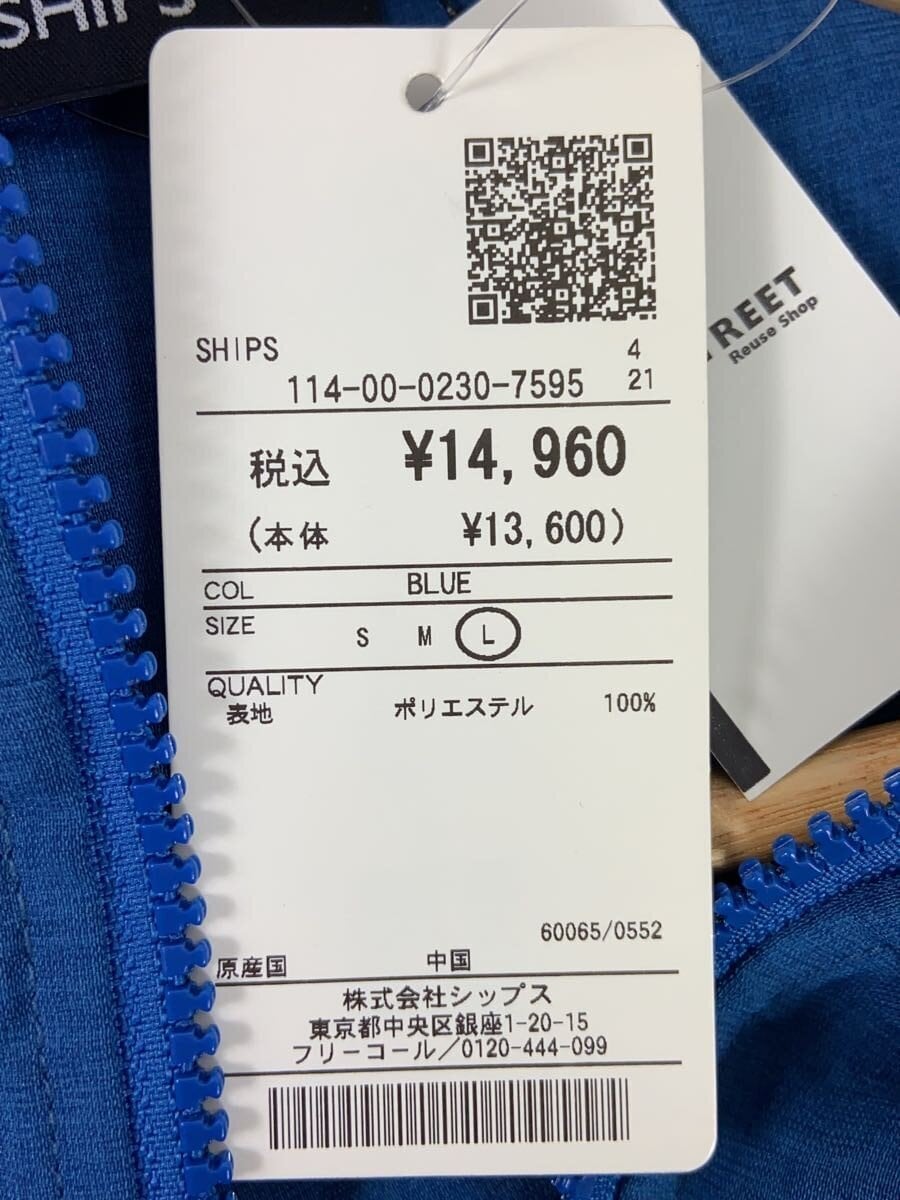 SHIPS
SHIPS 4
114-00-0230-7595 21
税込 ¥14,960
(本体 ¥13,600)
COL BLUE
SIZE S M L
QUALITY
表地 ポリエステル 100%
60065/0552
原産国 中国
株式会社シップス
東京都中央区銀座1-20-15
フリーコール/0120-444-099
REET
Reuse Shop